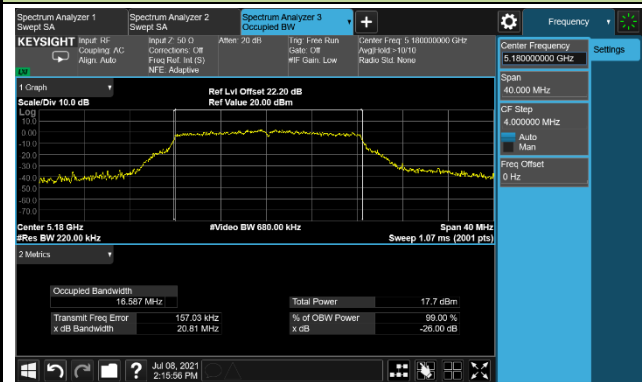 Spectrum Analyzer 1
Swept SA
Spectrum Analyzer 2
Swept SA
Spectrum Analyzer 3
Occupied BW
Frequency
KEYSIGHT
Input: RF
Coupling: AC
Align: Auto
Input Z: 50 Ω
Corrections: Off
Freq Ref: Int (S)
NFE: Adaptive
Atten: 20 dB
Trig: Free Run
Gate: Off
#IF Gain: Low
Center Freq: 5.180000000 GHz
Avg|Hold >10/10
Radio Std: None
LW
Center Frequency
5.180000000 GHz
Settings
Span
40.000 MHz
CF Step
4.000000 MHz
Auto
Man
Freq Offset
0 Hz
1 Graph
Scale/Div 10.0 dB
Ref Lvl Offset 22.20 dB
Ref Value 20.00 dBm
Log
10.0
0.00
-10.0
-20.0
-30.0
-40.0
-50.0
-60.0
-70.0
Center 5.18 GHz
#Res BW 220.00 kHz
#Video BW 680.00 kHz
Span 40 MHz
Sweep 1.07 ms (2001 pts)
2 Metrics
Occupied Bandwidth
16.587 MHz
Total Power 17.7 dBm
Transmit Freq Error 157.03 kHz
% of OBW Power 99.00 %
x dB Bandwidth 20.81 MHz
x dB -26.00 dB
?
Jul 08, 2021
2:15:56 PM